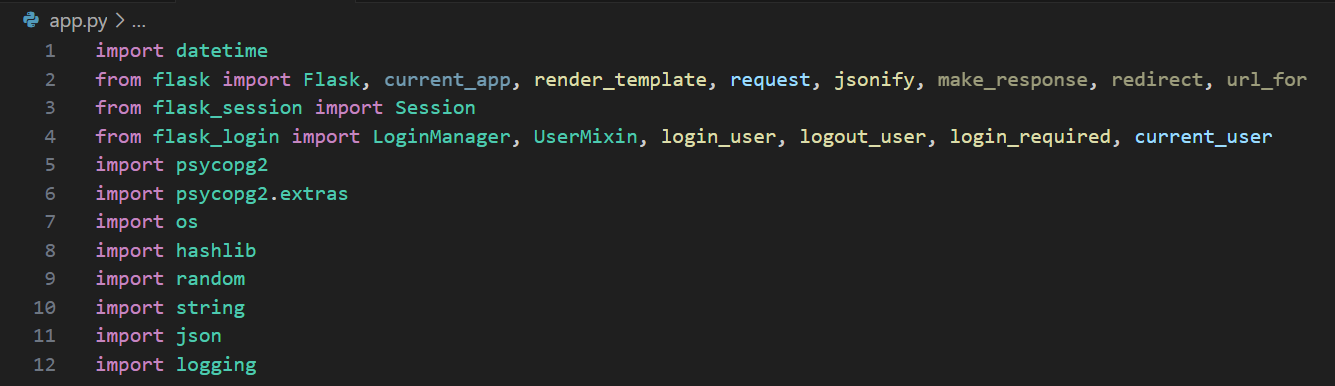 app.py > ...
1 import datetime
2 from flask import Flask, current_app, render_template, request, jsonify, make_response, redirect, url_for
3 from flask_session import Session
4 from flask_login import LoginManager, UserMixin, login_user, logout_user, login_required, current_user
5 import psycopg2
6 import psycopg2.extras
7 import os
8 import hashlib
9 import random
10 import string
11 import json
12 import logging